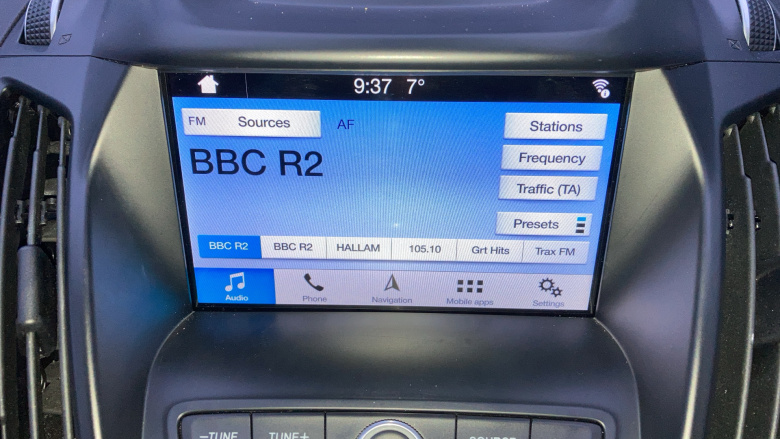 9:37 7°
FM Sources AF
Stations
BBC R2
Frequency
Traffic (TA)
Presets
BBC R2 BBC R2 HALLAM 105.10 Grt Hits Trax FM
Audio Phone Navigation Mobile apps Settings
–TUNE TUNE+ SOURCE